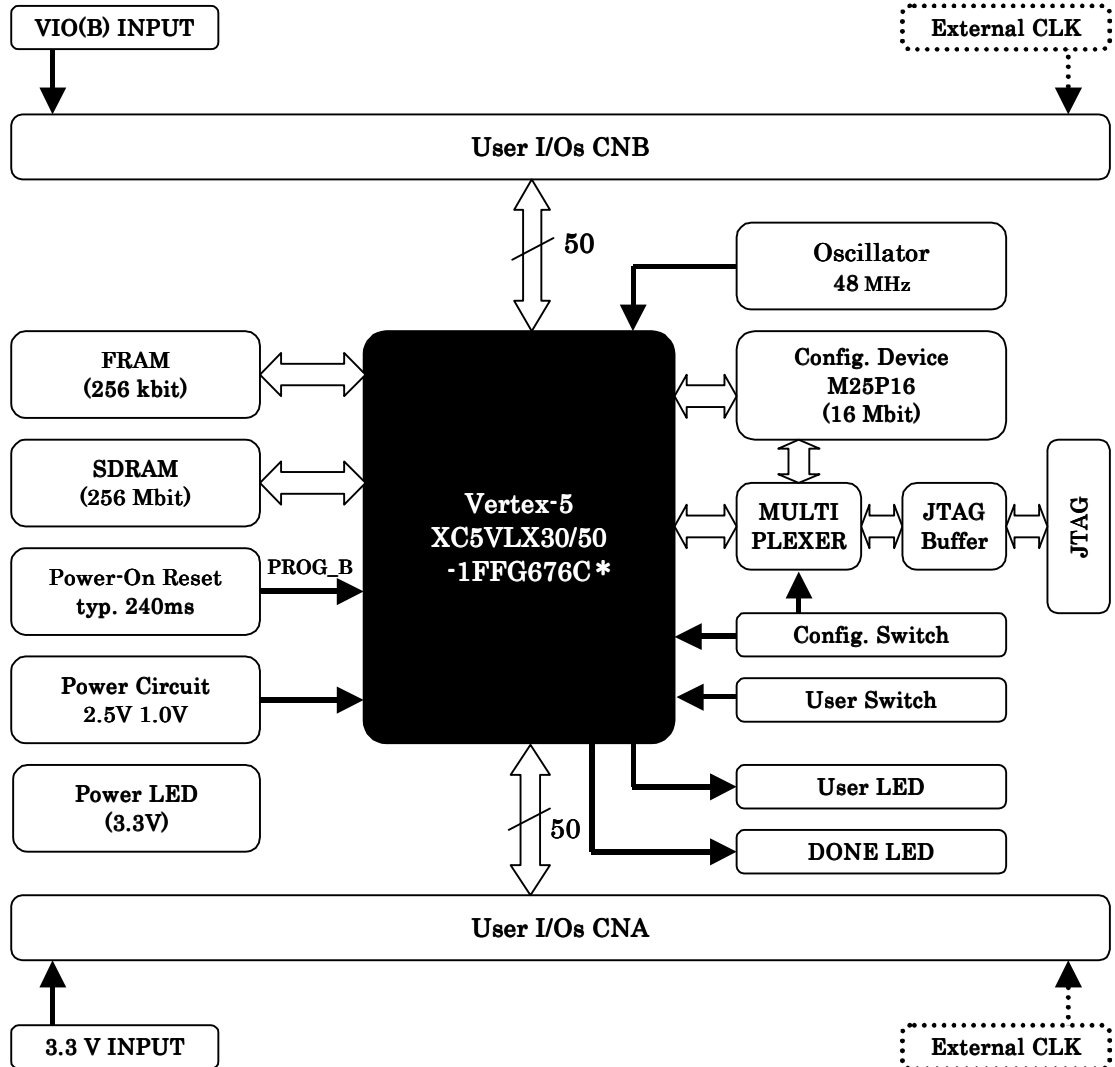 VIO(B) INPUT
External CLK
User I/Os CNB
50
Oscillator
48 MHz
FRAM
(256 kbit)
Config. Device
M25P16
(16 Mbit)
SDRAM
(256 Mbit)
Vertex-5
XC5VLX30/50
-1FFG676C*
MULTI
PLEXER
JTAG
Buffer
JTAG
Power-On Reset
typ. 240ms
PROG_B
Config. Switch
Power Circuit
2.5V 1.0V
User Switch
Power LED
(3.3V)
User LED
50
DONE LED
User I/Os CNA
3.3 V INPUT
External CLK